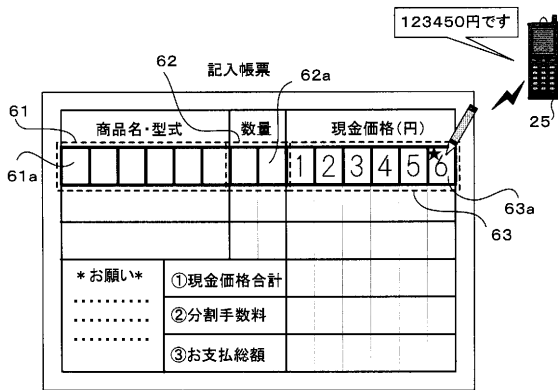 123450円です
62
62a
記入帳票
25
61
商品名・型式 数量 現金価格(円)
61a
1 2 3 4 5 6
63a
63
*お願い*
①現金価格合計
②分割手数料
③お支払総額